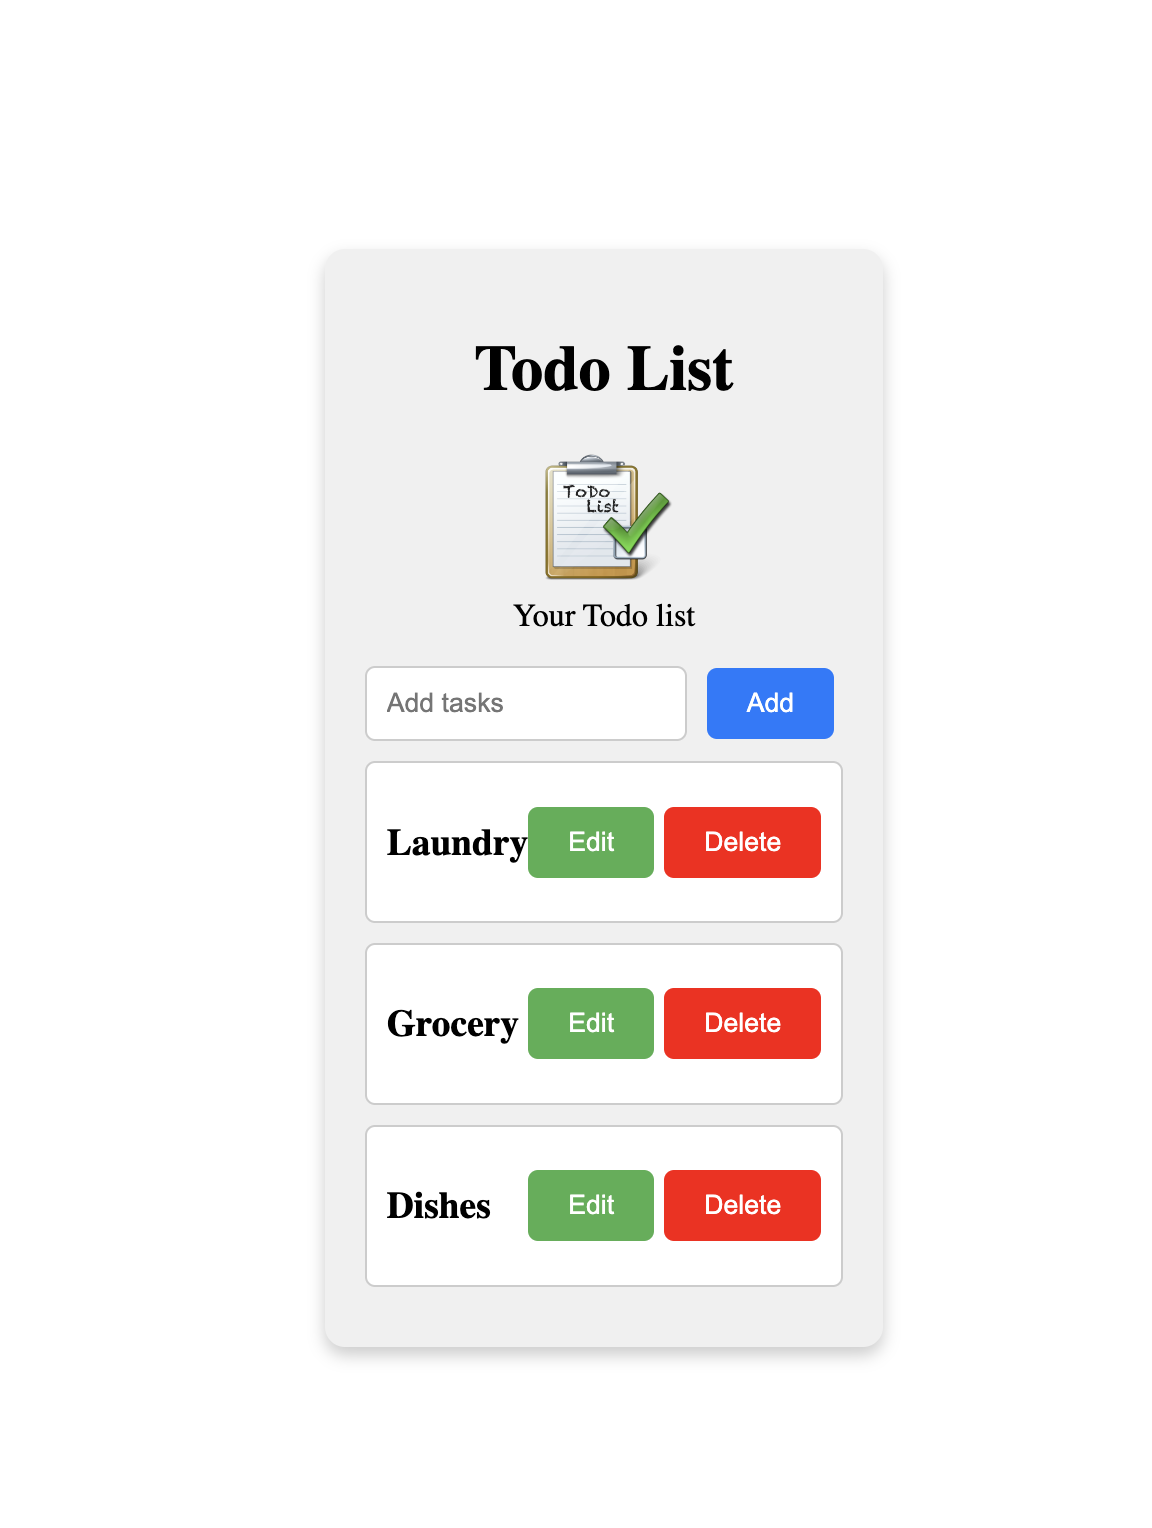 Todo List
ToDo
List
Your Todo list
Add tasks Add
Laundry Edit Delete
Grocery Edit Delete
Dishes Edit Delete